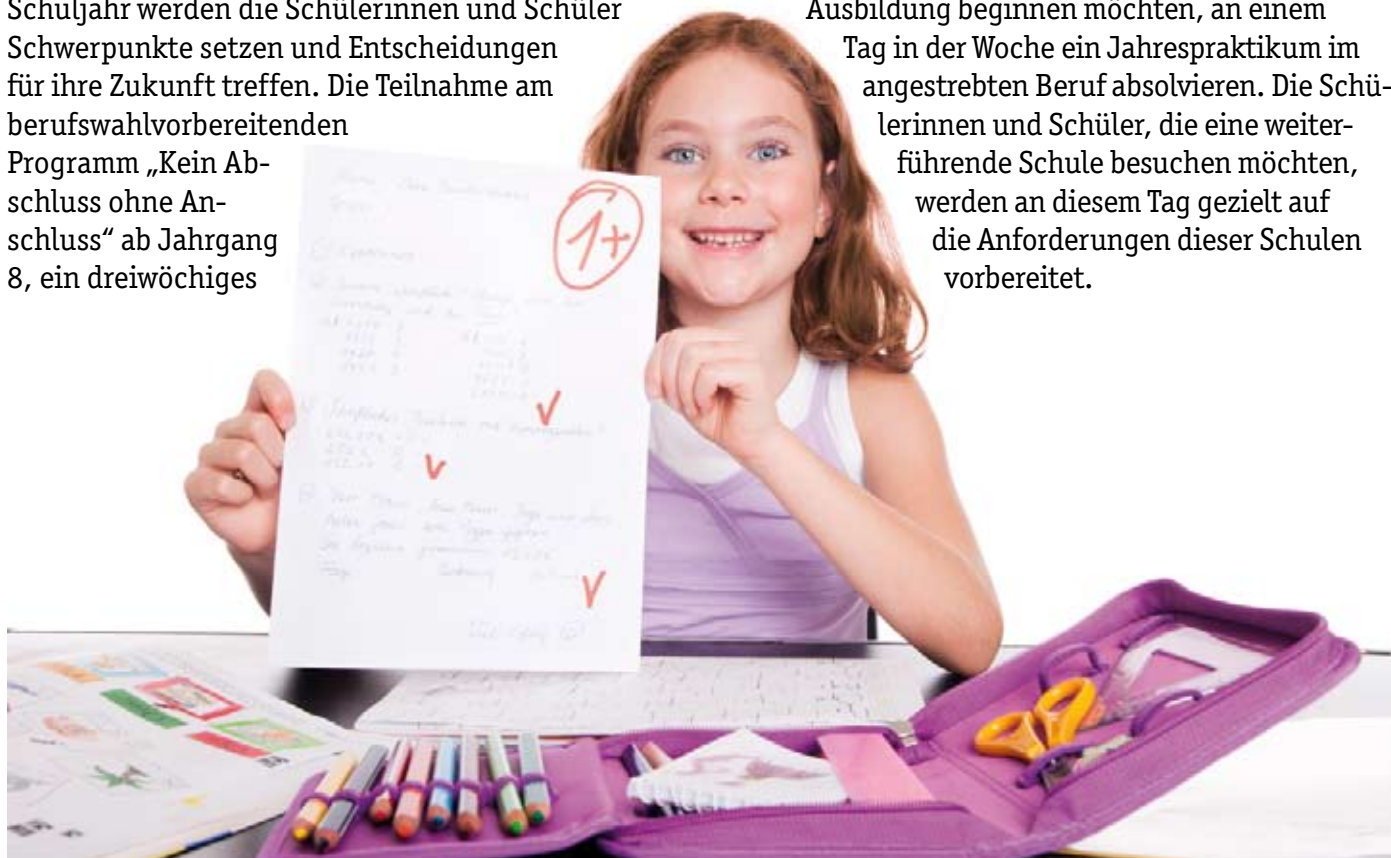 Schuljahr werden die Schülerinnen und Schüler
Schwerpunkte setzen und Entscheidungen
für ihre Zukunft treffen. Die Teilnahme am
berufswahlvorbereitenden
Programm „Kein Ab-
schluss ohne An-
schluss“ ab Jahrgang
8, ein dreiwöchiges
Ausbildung beginnen möchten, an einem
Tag in der Woche ein Jahrespraktikum im
angestrebten Beruf absolvieren. Die Schü-
lerinnen und Schüler, die eine weiter-
führende Schule besuchen möchten,
werden an diesem Tag gezielt auf
die Anforderungen dieser Schulen
vorbereitet.
1+